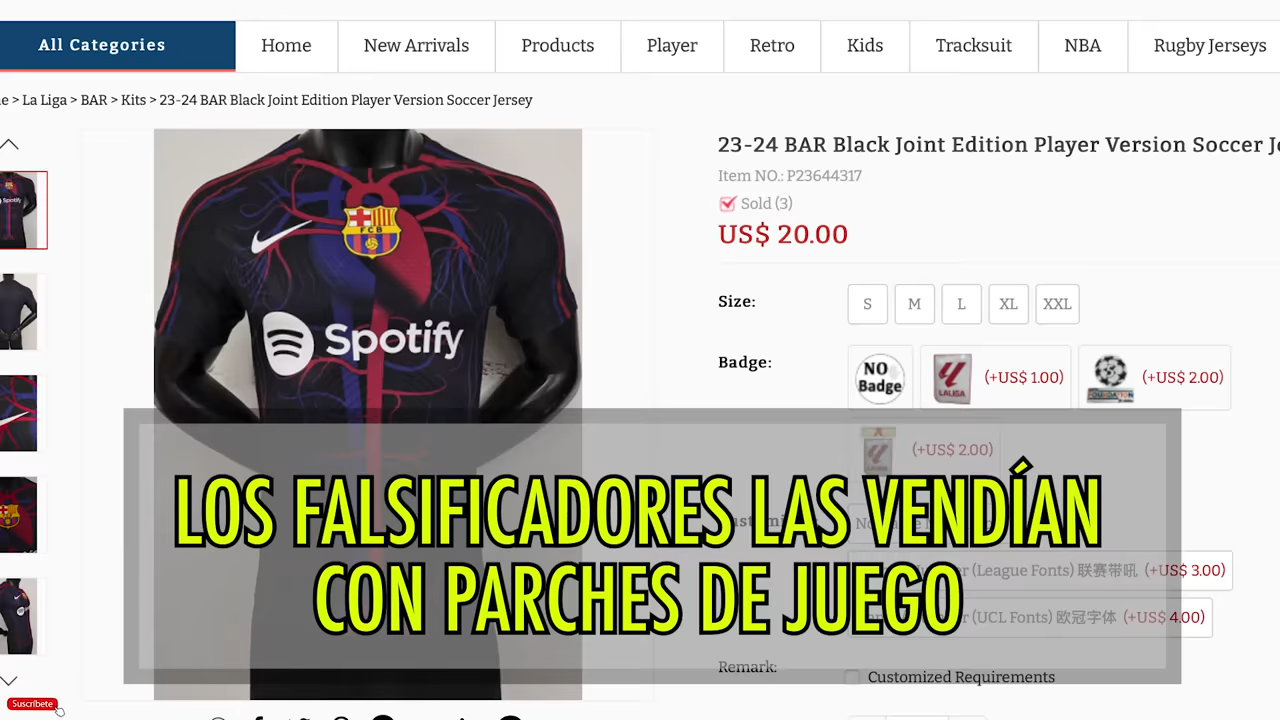 All Categories
Home
New Arrivals
Products
Player
Retro
Kids
Tracksuit
NBA
Rugby Jerseys
> La Liga > BAR > Kits > 23-24 BAR Black Joint Edition Player Version Soccer Jersey
23-24 BAR Black Joint Edition Player Version Soccer
Item NO.: P23644317
Sold (3)
US$ 20.00
Size:
S
M
L
XL
XXL
Badge:
NO
Badge
LALIGA
(+US$ 1.00)
(+US$ 2.00)
(+US$ 2.00)
FCB
Spotify
Spotify
LOS FALSIFICADORES LAS VENDÍAN
CON PARCHES DE JUEGO
(League Fonts) 联赛带吼 (+US$ 3.00)
(UCL Fonts) 欧冠字体 (+US$ 4.00)
Remark:
Customized Requirements
Suscríbete